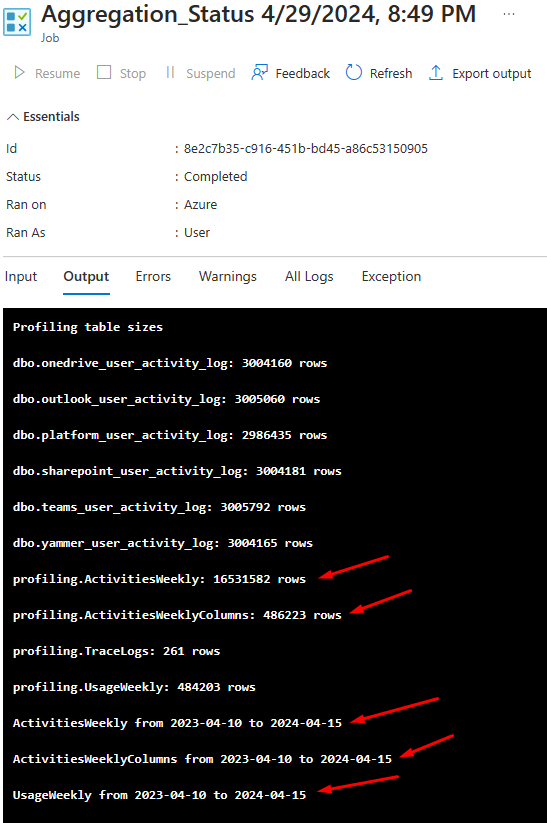 Aggregation_Status 4/29/2024, 8:49 PM ...
Job
Resume Stop Suspend Feedback Refresh Export output
Essentials
Id : 8e2c7b35-c916-451b-bd45-a86c53150905
Status : Completed
Ran on : Azure
Ran As : User
Input Output Errors Warnings All Logs Exception
Profiling table sizes
dbo.onedrive_user_activity_log: 3004160 rows
dbo.outlook_user_activity_log: 3005060 rows
dbo.platform_user_activity_log: 2986435 rows
dbo.sharepoint_user_activity_log: 3004181 rows
dbo.teams_user_activity_log: 3005792 rows
dbo.yammer_user_activity_log: 3004165 rows
profiling.ActivitiesWeekly: 16531582 rows
profiling.ActivitiesWeeklyColumns: 486223 rows
profiling.TraceLogs: 261 rows
profiling.UsageWeekly: 484203 rows
ActivitiesWeekly from 2023-04-10 to 2024-04-15
ActivitiesWeeklyColumns from 2023-04-10 to 2024-04-15
UsageWeekly from 2023-04-10 to 2024-04-15